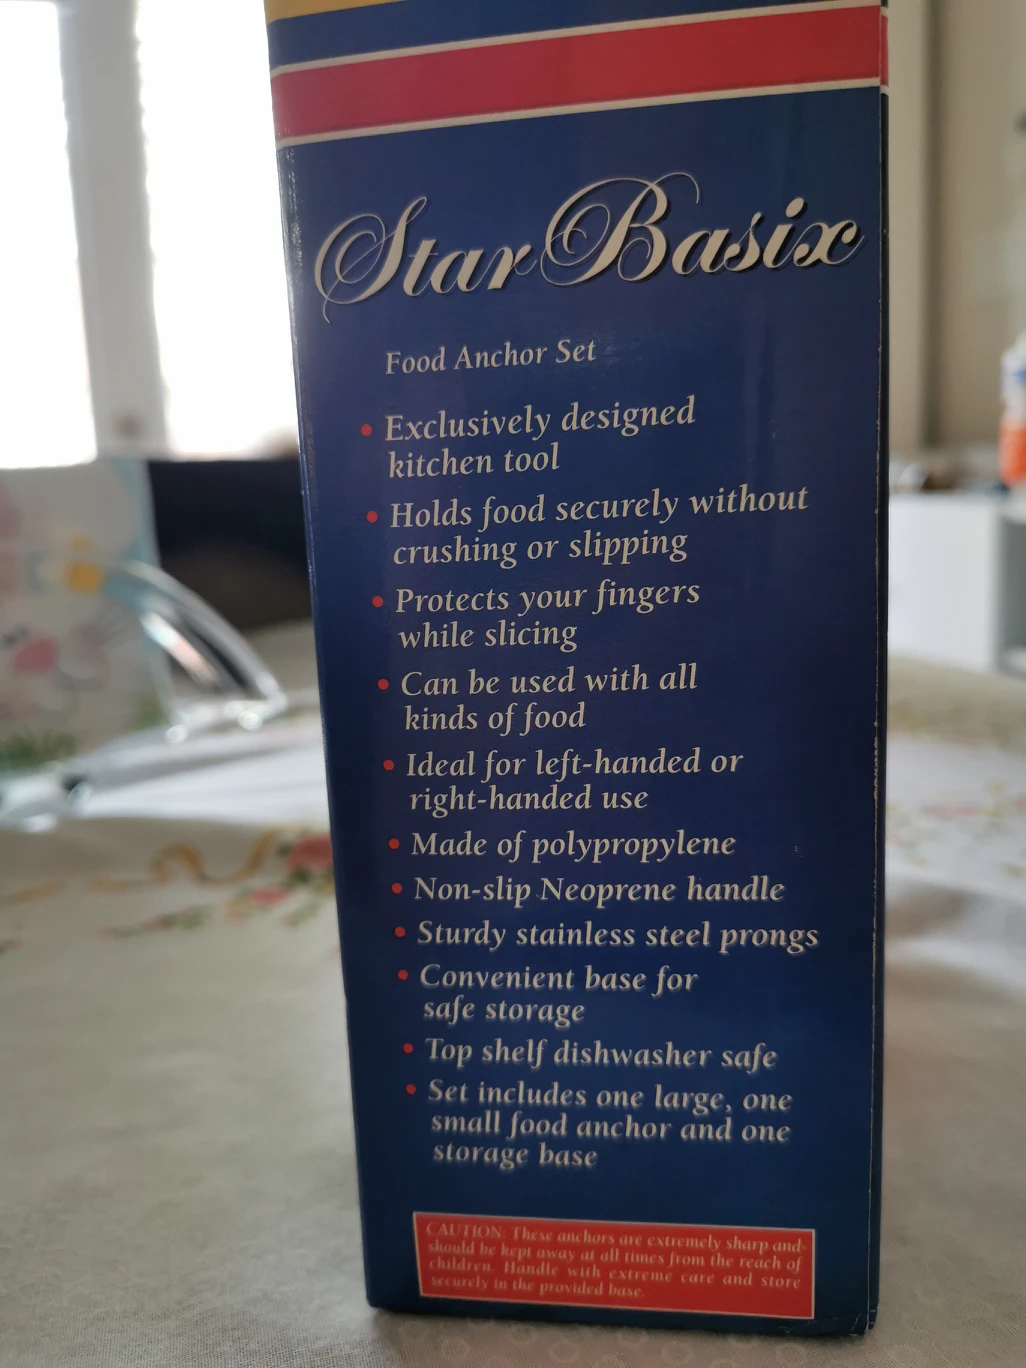 Star Basix
Food Anchor Set
• Exclusively designed
kitchen tool
• Holds food securely without
crushing or slipping
• Protects your fingers
while slicing
• Can be used with all
kinds of food
• Ideal for left-handed or
right-handed use
• Made of polypropylene
• Non-slip Neoprene handle
• Sturdy stainless steel prongs
• Convenient base for
safe storage
• Top shelf dishwasher safe
• Set includes one large, one
small food anchor and one
storage base
CAUTION: These anchors are extremely sharp and
should be kept away at all times from the reach of
children. Handle with extreme care and store
securely in the provided base.